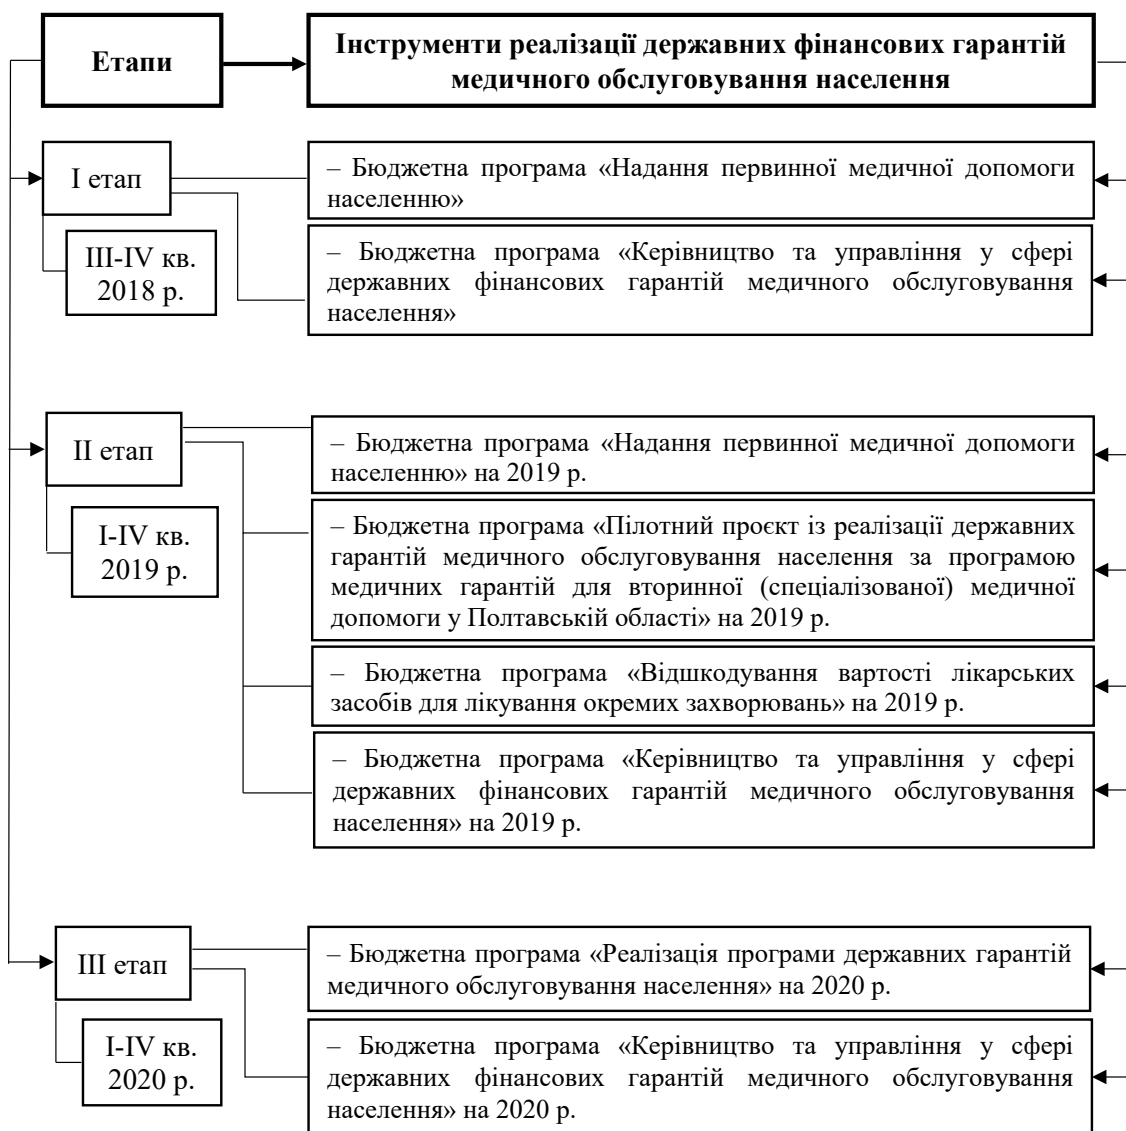 Етапи
Інструменти реалізації державних фінансових гарантій
медичного обслуговування населення
І етап
ІІІ-IV кв.
2018 р.
– Бюджетна програма «Надання первинної медичної допомоги
населенню»
– Бюджетна програма «Керівництво та управління у сфері
державних фінансових гарантій медичного обслуговування
населення»
ІІ етап
І-IV кв.
2019 р.
– Бюджетна програма «Надання первинної медичної допомоги
населенню» на 2019 р.
– Бюджетна програма «Пілотний проєкт із реалізації державних
гарантій медичного обслуговування населення за програмою
медичних гарантій для вторинної (спеціалізованої) медичної
допомоги у Полтавській області» на 2019 р.
– Бюджетна програма «Відшкодування вартості лікарських
засобів для лікування окремих захворювань» на 2019 р.
– Бюджетна програма «Керівництво та управління у сфері
державних фінансових гарантій медичного обслуговування
населення» на 2019 р.
ІІІ етап
І-IV кв.
2020 р.
– Бюджетна програма «Реалізація програми державних гарантій
медичного обслуговування населення» на 2020 р.
– Бюджетна програма «Керівництво та управління у сфері
державних фінансових гарантій медичного обслуговування
населення» на 2020 р.